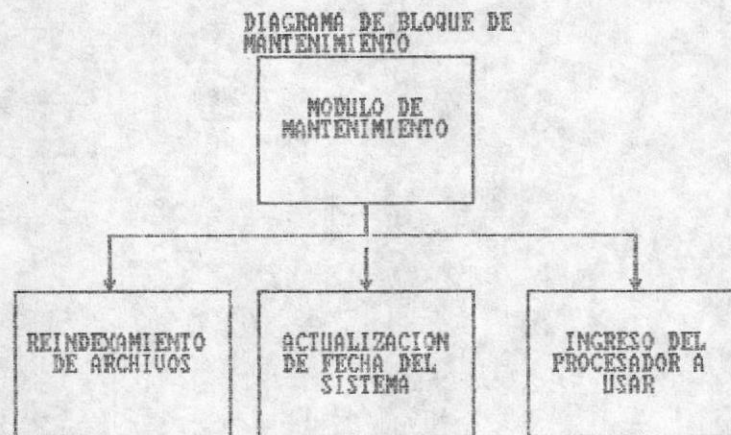 DIAGRAMA DE BLOQUE DE
MANTENIMIENTO
MODULO DE
MANTENIMIENTO
REINDEXAMIENTO
DE ARCHIVOS
ACTUALIZACION
DE FECHA DEL
SISTEMA
INGRESO DEL
PROCESADOR A
USAR